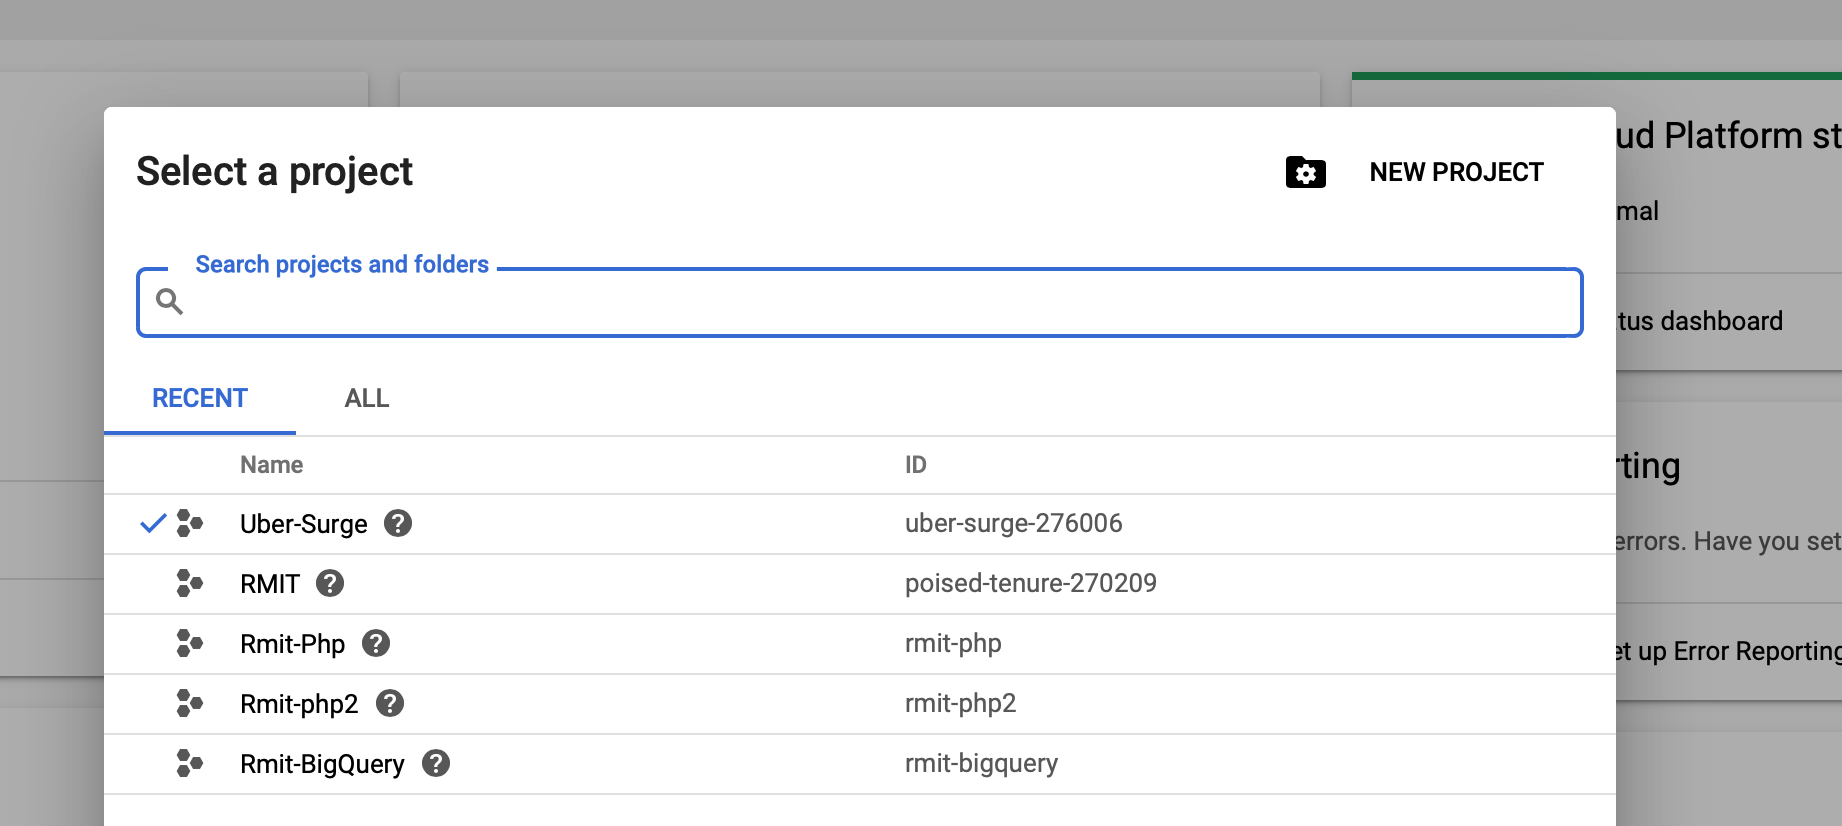 Select a project
NEW PROJECT
Search projects and folders
RECENT ALL
Name ID
Uber-Surge uber-surge-276006
RMIT poised-tenure-270209
Rmit-Php rmit-php
Rmit-php2 rmit-php2
Rmit-BigQuery rmit-bigquery
ud Platform st
mal
tus dashboard
rting
errors. Have you set
et up Error Reporting